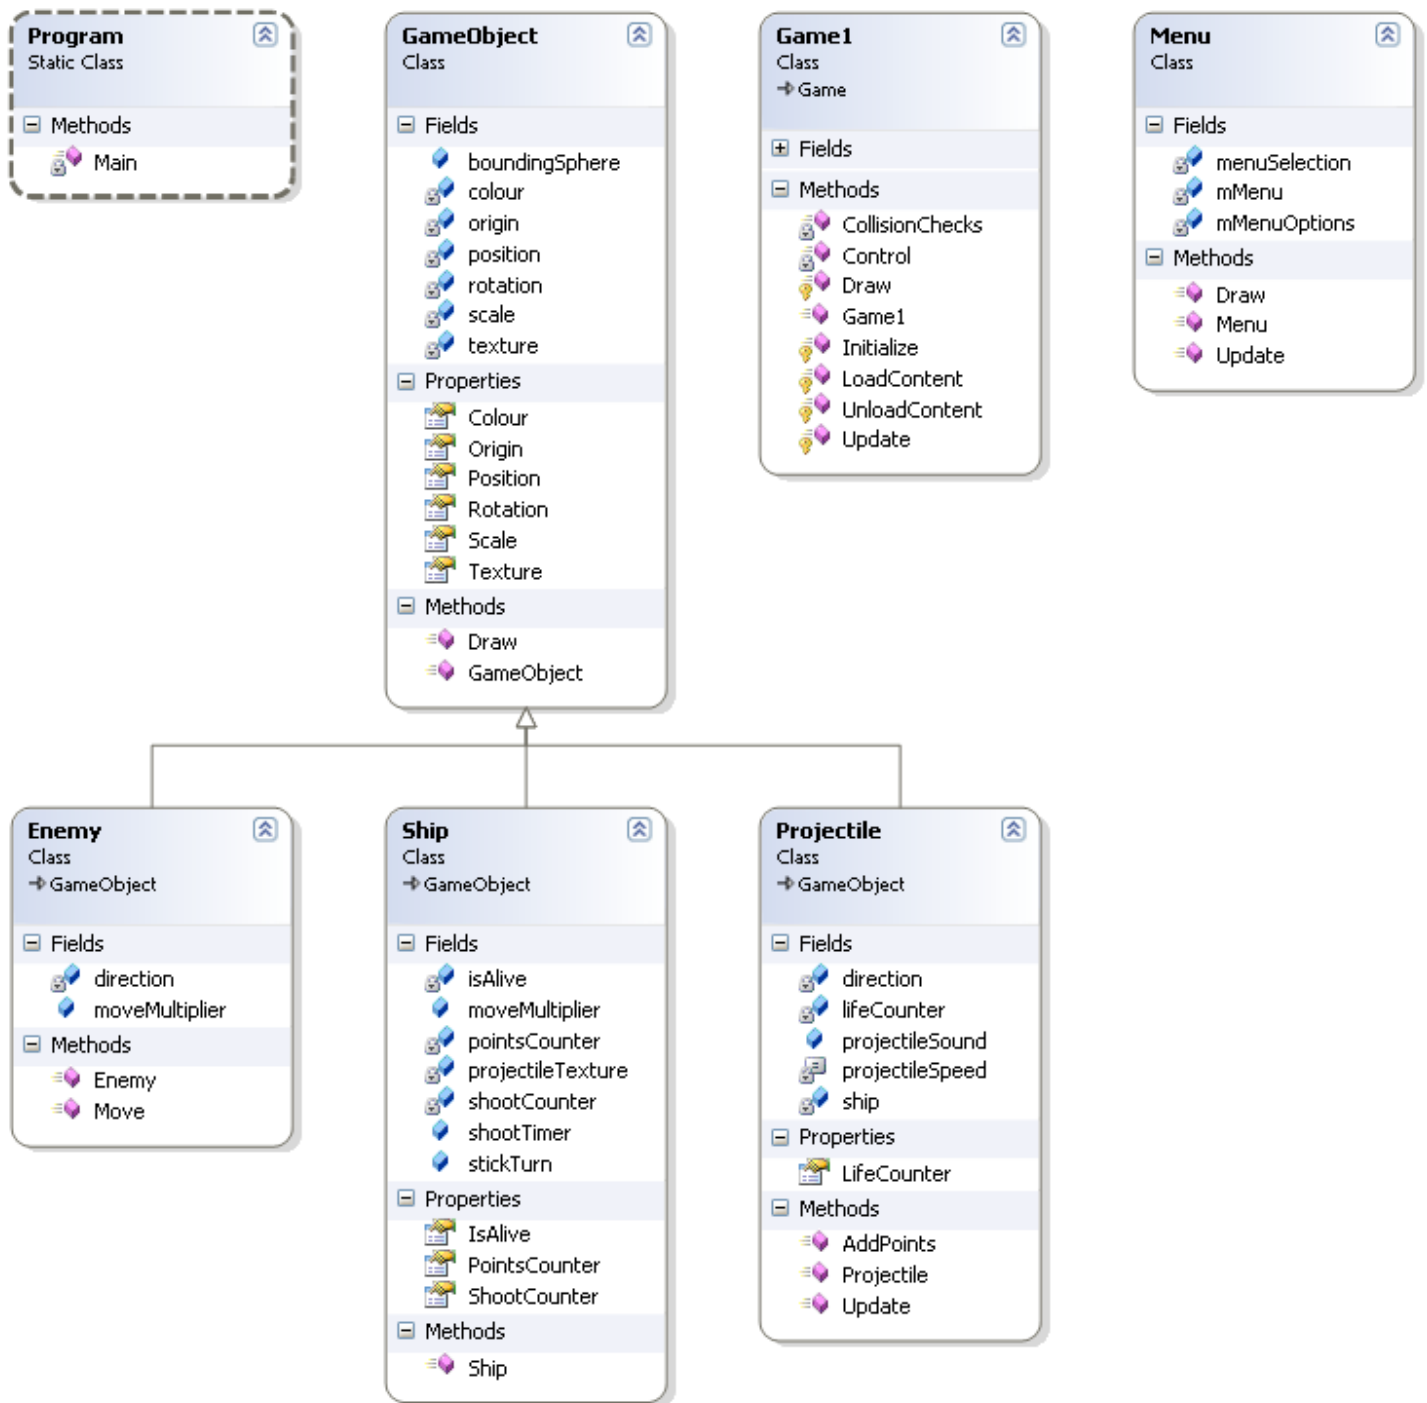 Program
Static Class
Methods
Main
GameObject
Class
Fields
boundingSphere
colour
origin
position
rotation
scale
texture
Properties
Colour
Origin
Position
Rotation
Scale
Texture
Methods
Draw
GameObject
Game1
Class
Game
Fields
Methods
CollisionChecks
Control
Draw
Game1
Initialize
LoadContent
UnloadContent
Update
Menu
Class
Fields
menuSelection
mMenu
mMenuOptions
Methods
Draw
Menu
Update
Enemy
Class
GameObject
Fields
direction
moveMultiplier
Methods
Enemy
Move
Ship
Class
GameObject
Fields
isAlive
moveMultiplier
pointsCounter
projectileTexture
shootCounter
shootTimer
stickTurn
Properties
IsAlive
PointsCounter
ShootCounter
Methods
Ship
Projectile
Class
GameObject
Fields
direction
lifeCounter
projectileSound
projectileSpeed
ship
Properties
LifeCounter
Methods
AddPoints
Projectile
Update